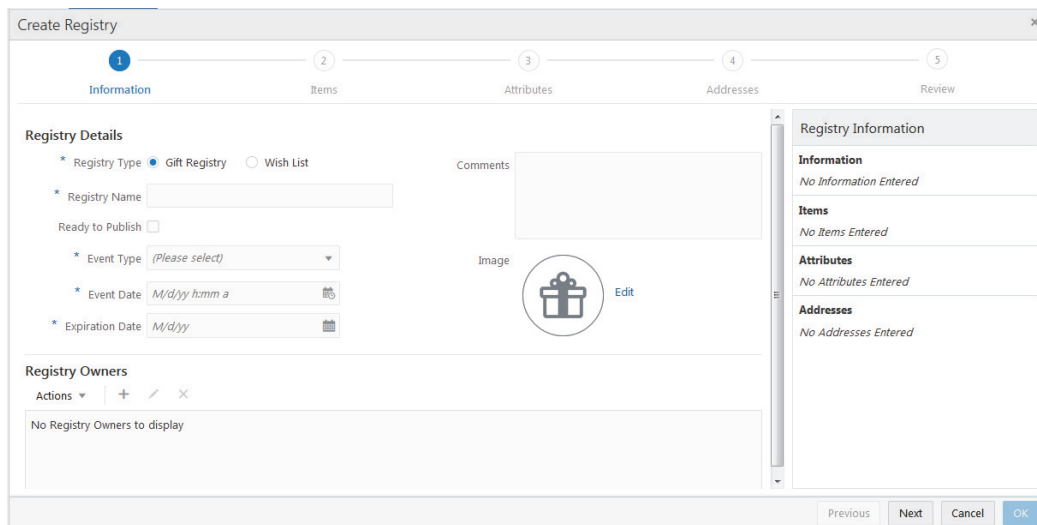 Create Registry
1 2 3 4 5
Information Items Attributes Addresses Review
Registry Details
* Registry Type Gift Registry Wish List
* Registry Name
Ready to Publish
* Event Type (Please select)
* Event Date M/d/yy h:mm a
* Expiration Date M/d/yy
Comments
Image Edit
Registry Owners
Actions
No Registry Owners to display
Registry Information
Information
No Information Entered
Items
No Items Entered
Attributes
No Attributes Entered
Addresses
No Addresses Entered
Previous Next Cancel OK